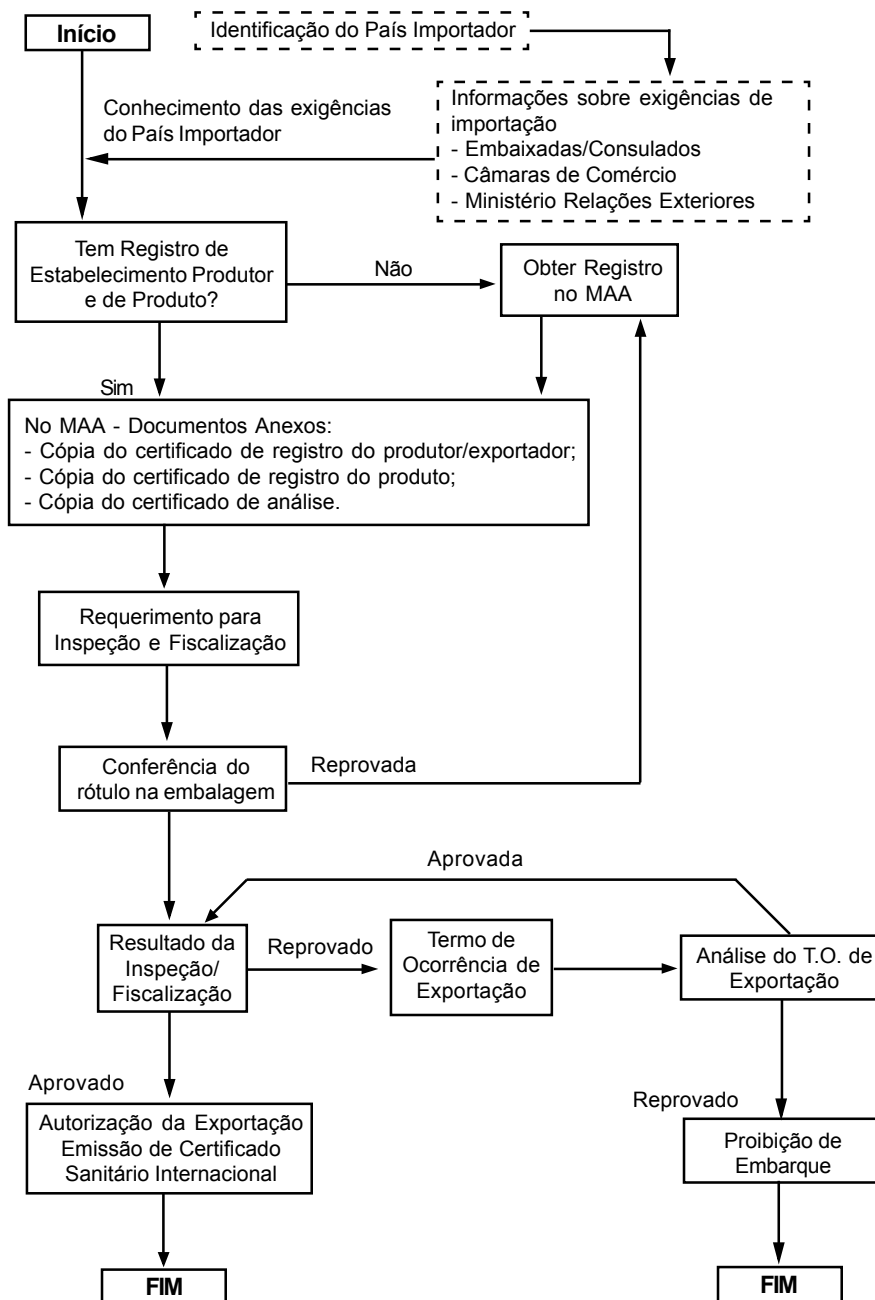 Início
Identificação do País Importador
Conhecimento das exigências
do País Importador
Informações sobre exigências de
importação
- Embaixadas/Consulados
- Câmaras de Comércio
- Ministério Relações Exteriores
Tem Registro de
Estabelecimento Produtor
e de Produto?
Não
Obter Registro
no MAA
Sim
No MAA - Documentos Anexos:
- Cópia do certificado de registro do produtor/exportador;
- Cópia do certificado de registro do produto;
- Cópia do certificado de análise.
Requerimento para
Inspeção e Fiscalização
Conferência do
rótulo na embalagem
Reprovada
Aprovada
Resultado da
Inspeção/
Fiscalização
Reprovado
Termo de
Ocorrência de
Exportação
Análise do T.O. de
Exportação
Aprovado
Reprovado
Autorização da Exportação
Emissão de Certificado
Sanitário Internacional
Proibição de
Embarque
FIM
FIM